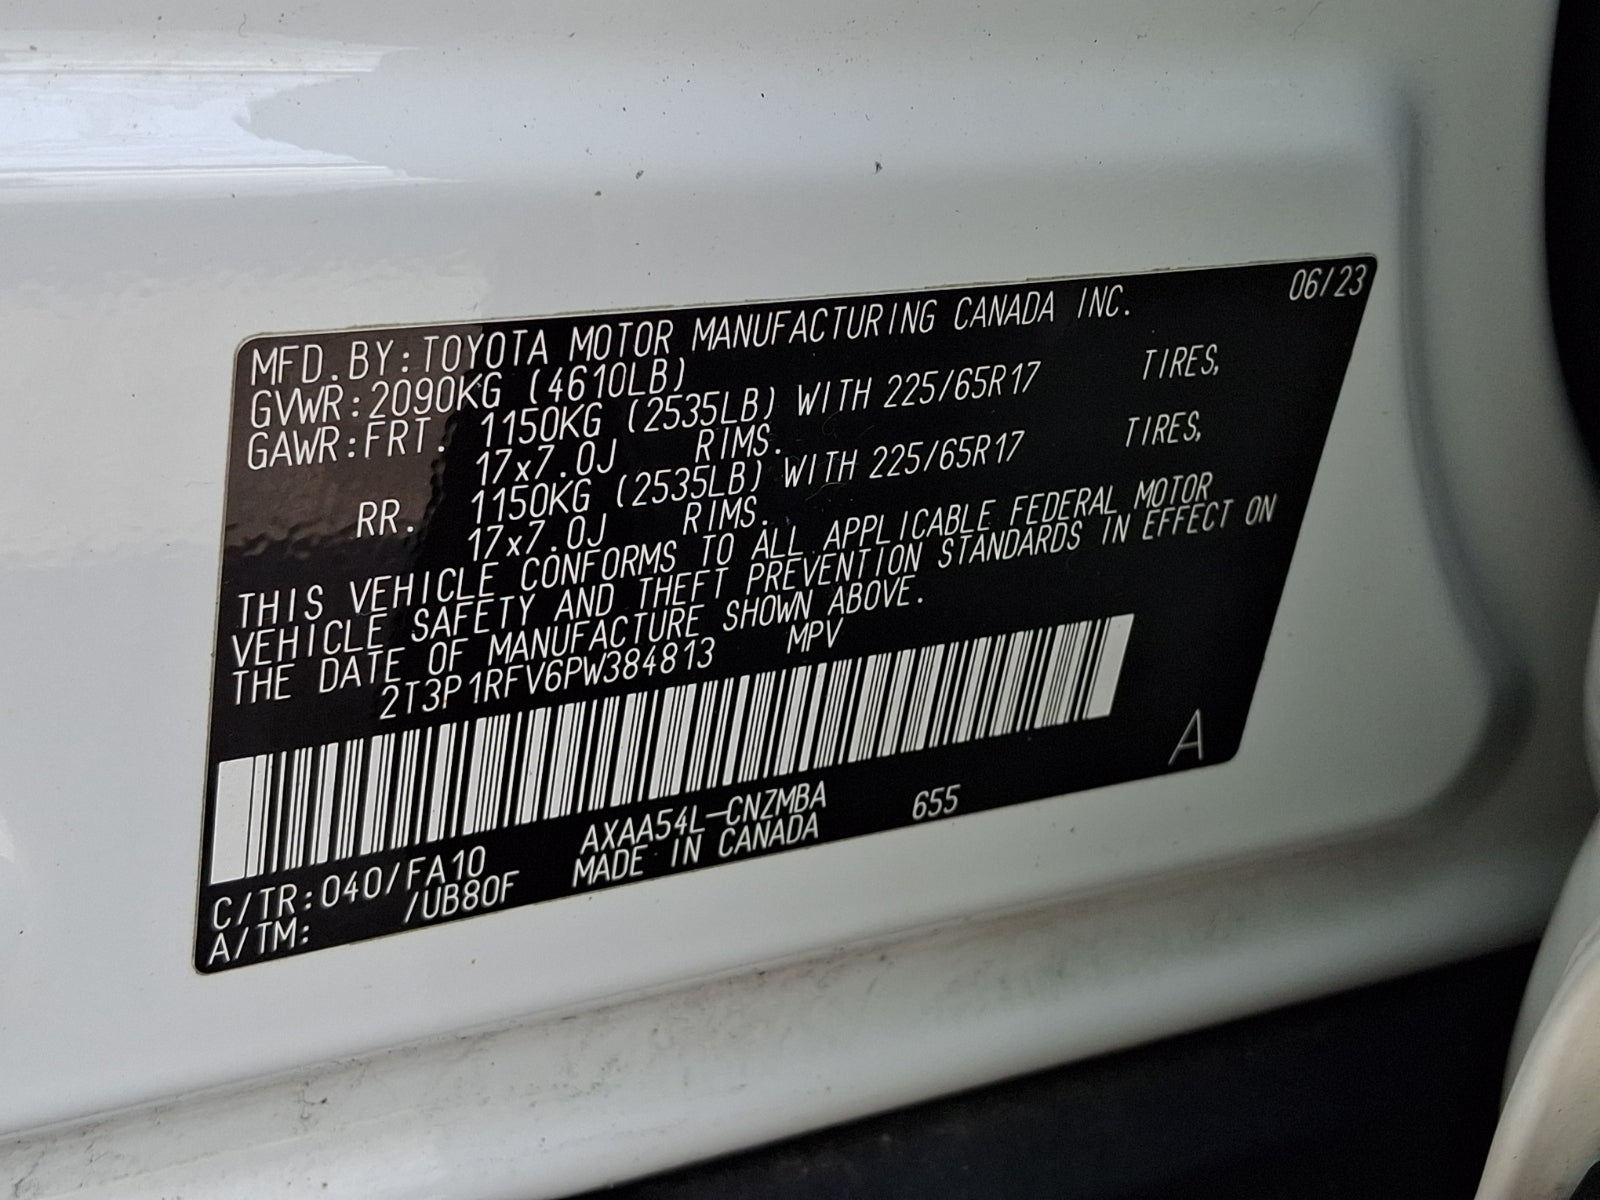 06/23
MFD.BY:TOYOTA MOTOR MANUFACTURING CANADA INC.
GVWR:2090KG (4610LB)
GAWR:FRT. 1150KG (2535LB) WITH 225/65R17 TIRES,
17x7.0J RIMS.
RR. 1150KG (2535LB) WITH 225/65R17 TIRES,
17x7.0J RIMS.
THIS VEHICLE CONFORMS TO ALL APPLICABLE FEDERAL MOTOR
VEHICLE SAFETY AND THEFT PREVENTION STANDARDS IN EFFECT ON
THE DATE OF MANUFACTURE SHOWN ABOVE.
2T3P1RFV6PW384813 MPV
A
C/TR:040/FA10 AXAA54L-CNZMBA 655
A/TM: /UB80F MADE IN CANADA